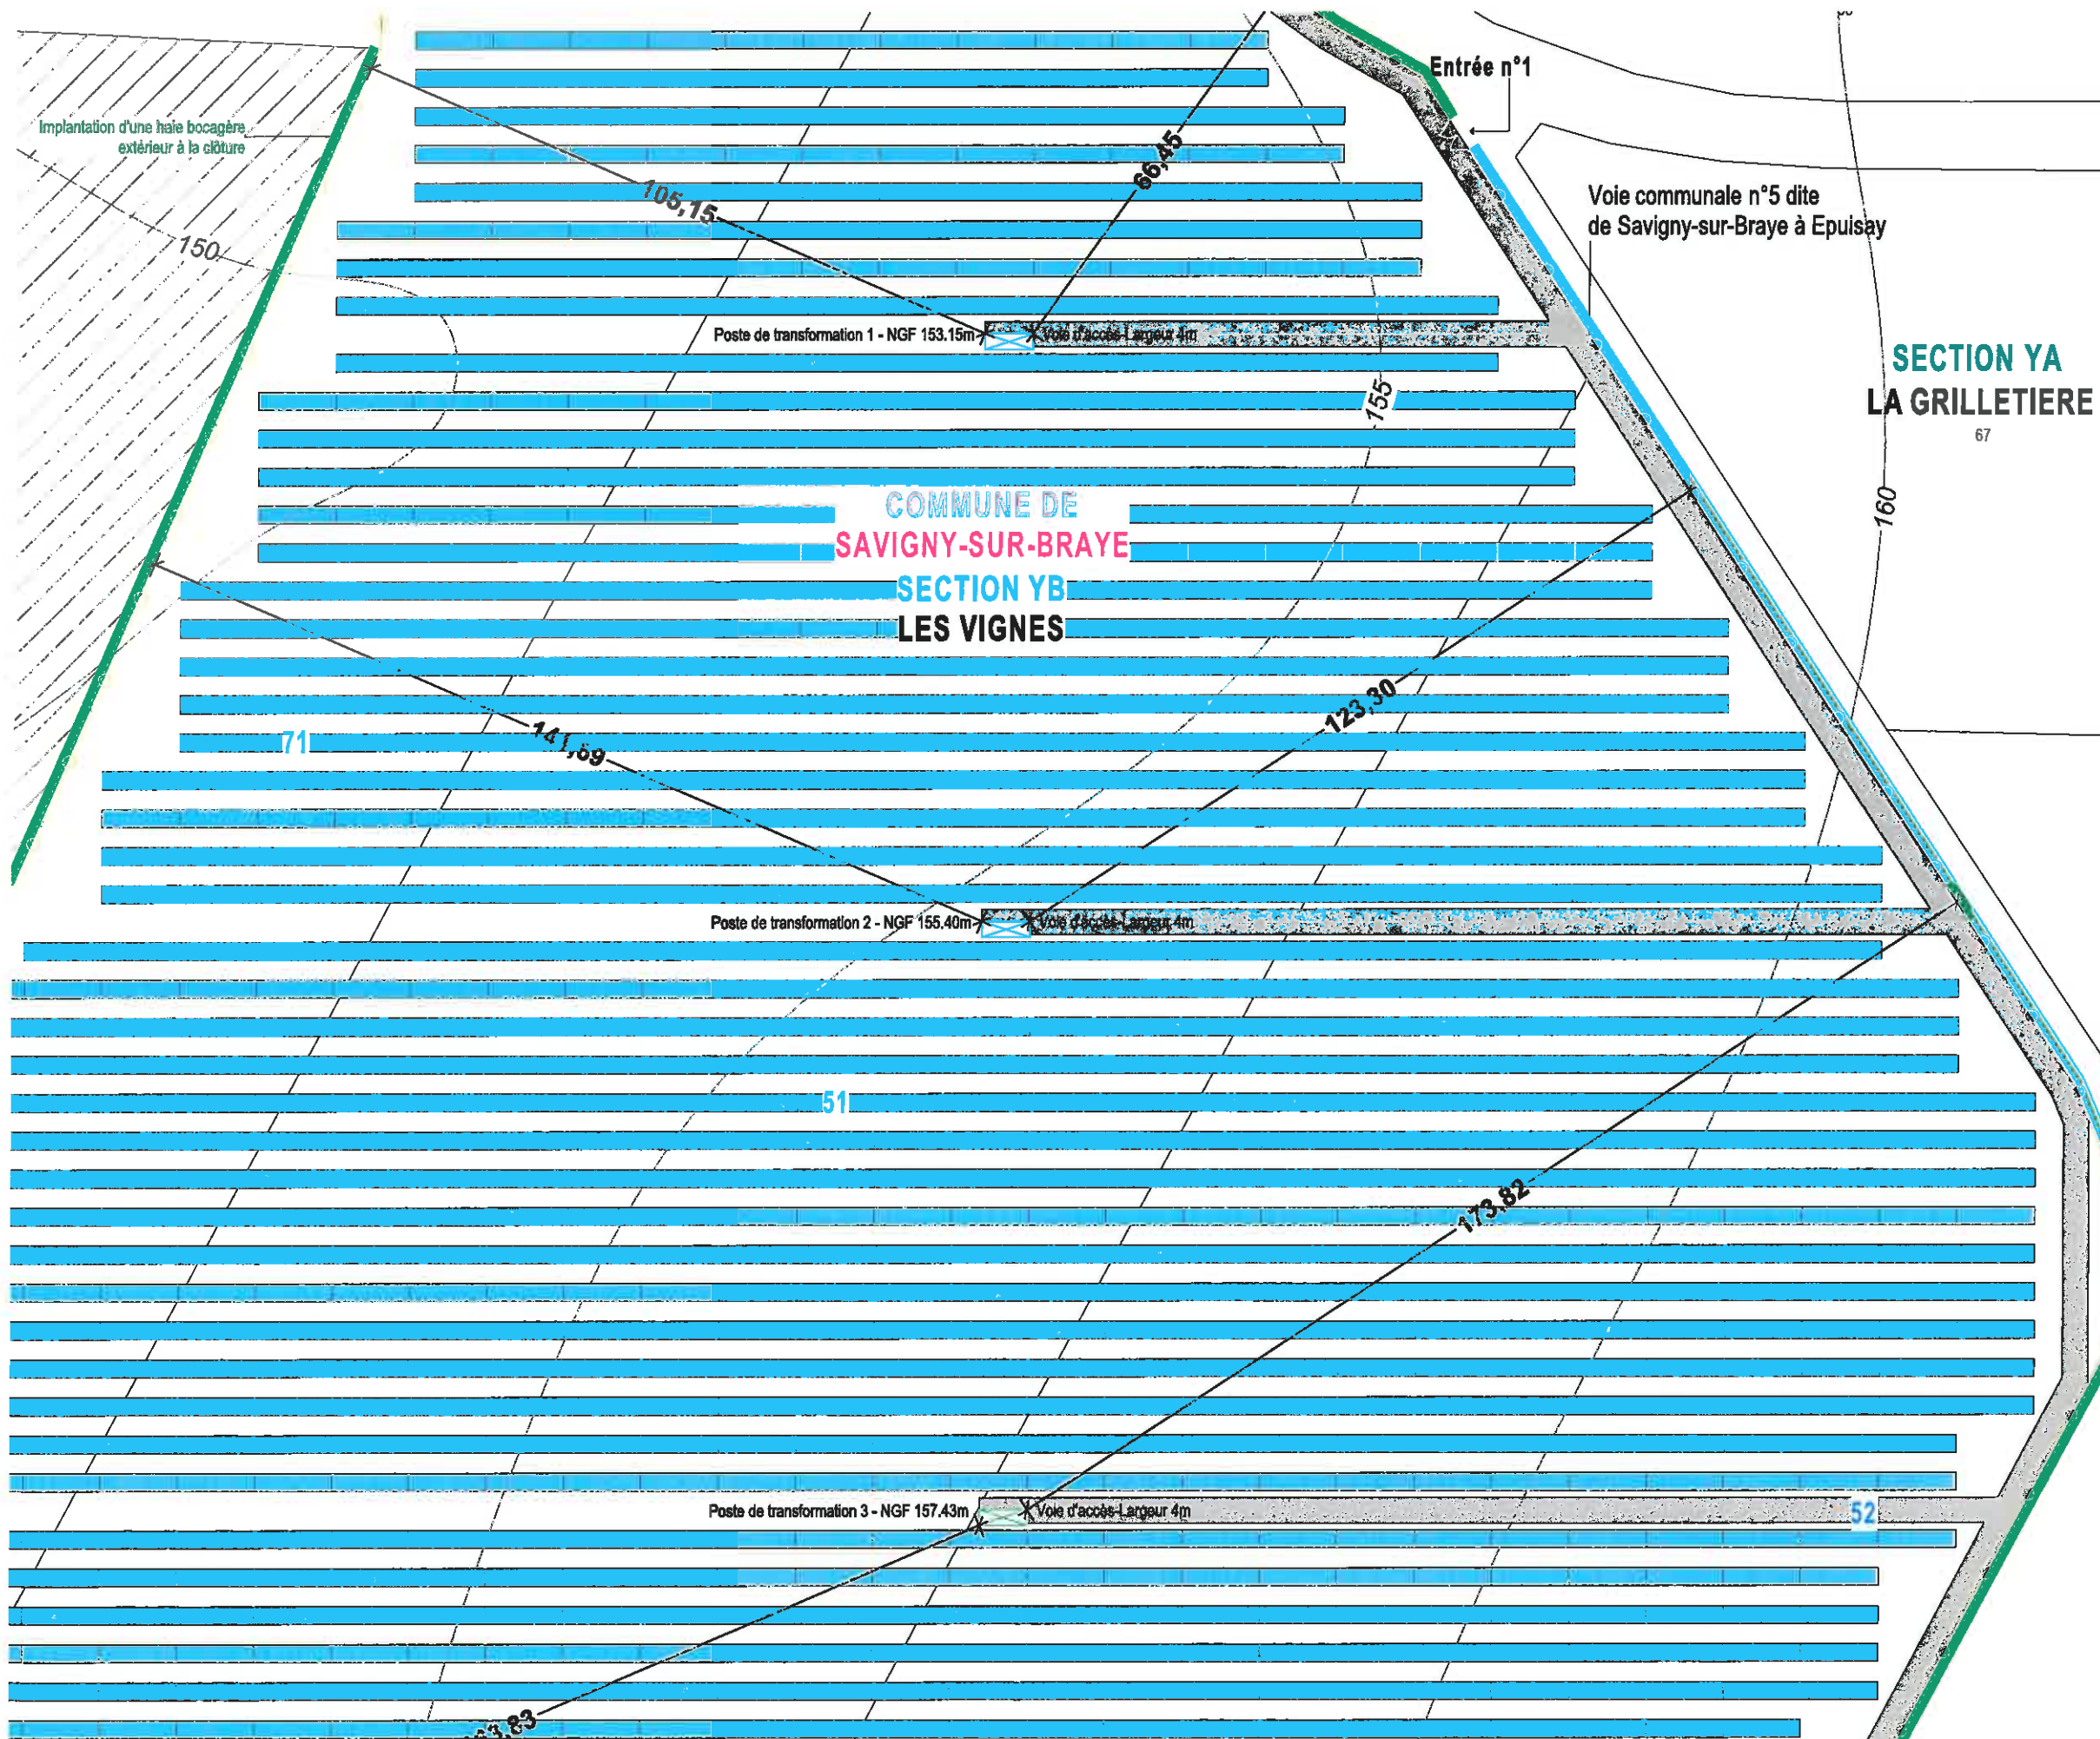 Entrée n°1
Implantation d'une haie bocagère
extérieur à la clôture
66,45
105,15
Voie communale n°5 dite
de Savigny-sur-Braye à Epuisay
150
Poste de transformation 1 - NGF 153.15m
Voie d'accès-Largeur 4m
SECTION YA
LA GRILLETIERE
67
155
160
COMMUNE DE
SAVIGNY-SUR-BRAYE
SECTION YB
LES VIGNES
123,30
71
141,59
Poste de transformation 2 - NGF 155.40m
Voie d'accès-Largeur 4m
51
173,82
Poste de transformation 3 - NGF 157.43m
Voie d'accès-Largeur 4m
52
3,83